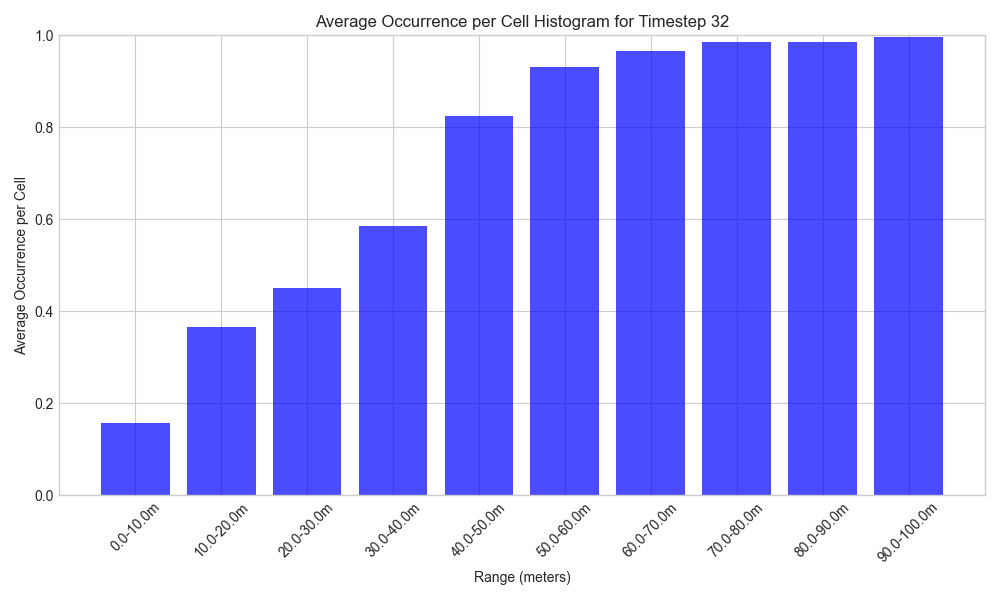 Average Occurrence per Cell Histogram for Timestep 32
1.0
0.8
0.6
0.4
0.2
0.0
Average Occurrence per Cell
0.0-10.0m
10.0-20.0m
20.0-30.0m
30.0-40.0m
40.0-50.0m
50.0-60.0m
60.0-70.0m
70.0-80.0m
80.0-90.0m
90.0-100.0m
Range (meters)